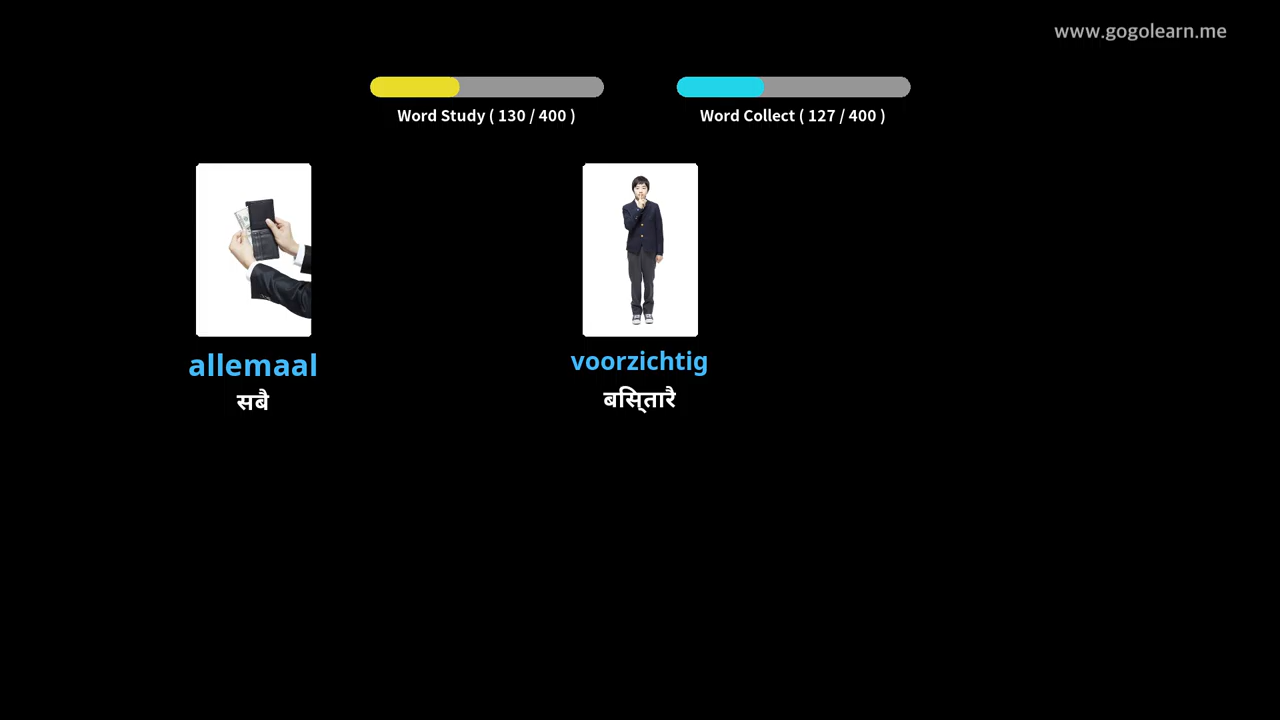 www.gogolearn.me
Word Study ( 130 / 400 )
Word Collect ( 127 / 400 )
allemaal
सबै
voorzichtig
बिस्तारै